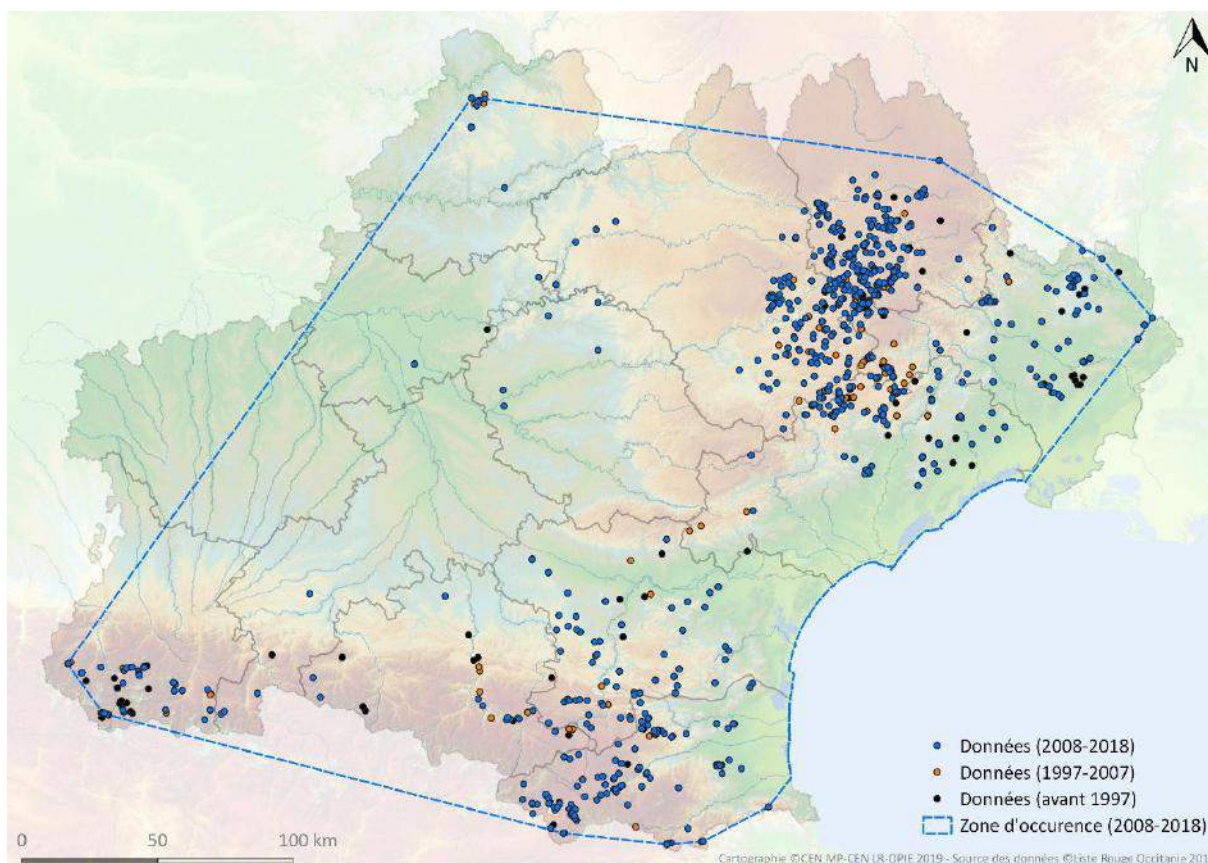 N
Données (2008-2018)
Données (1997-2007)
Données (avant 1997)
Zone d'occurence (2008-2018)
0 50 100 km
Cartographie ©CEN MP-CEN LR-OPIE 2019 - Source des données ©Liste Rouge Occitanie 201